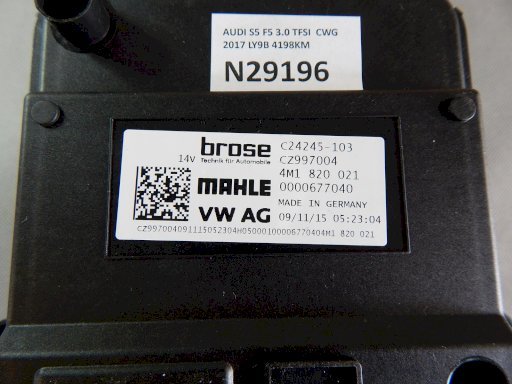 AUDI S5 F5 3.0 TFSI CWG
2017 LY9B 4198KM
N29196
brose C24245-103
14V Technik für Automobile CZ997004
4M1 820 021
MAHLE 0000677040
MADE IN GERMANY
VW AG 09/11/15 05:23:04
CZ997004091115052304H05000100006770404M1 820 021